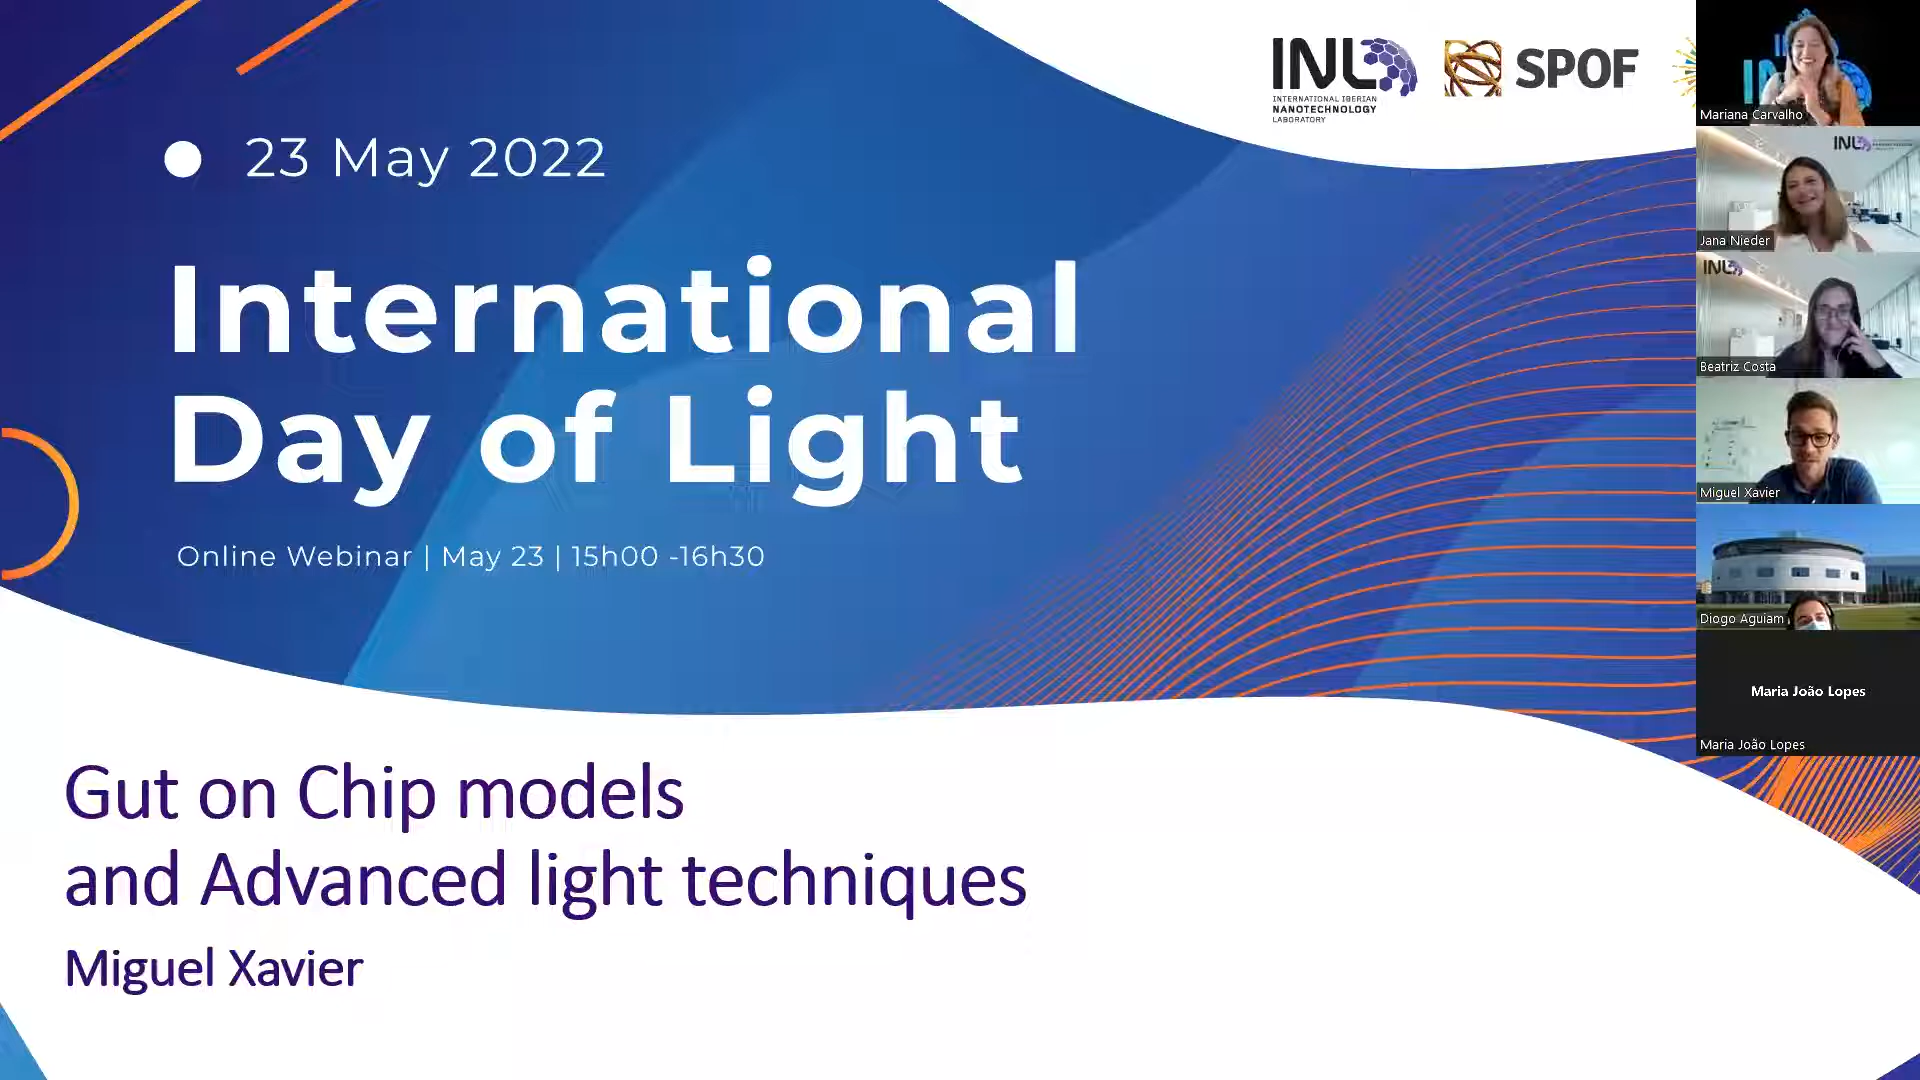 23 May 2022
International
Day of Light
Online Webinar | May 23 | 15h00 -16h30
INL
INTERNATIONAL IBERIAN
NANOTECHNOLOGY
LABORATORY
SPOF
Gut on Chip models
and Advanced light techniques
Miguel Xavier
Mariana Carvalho
INL
Jana Nieder
INL
Beatriz Costa
Miguel Xavier
Diogo Aguiam
Maria João Lopes
Maria João Lopes